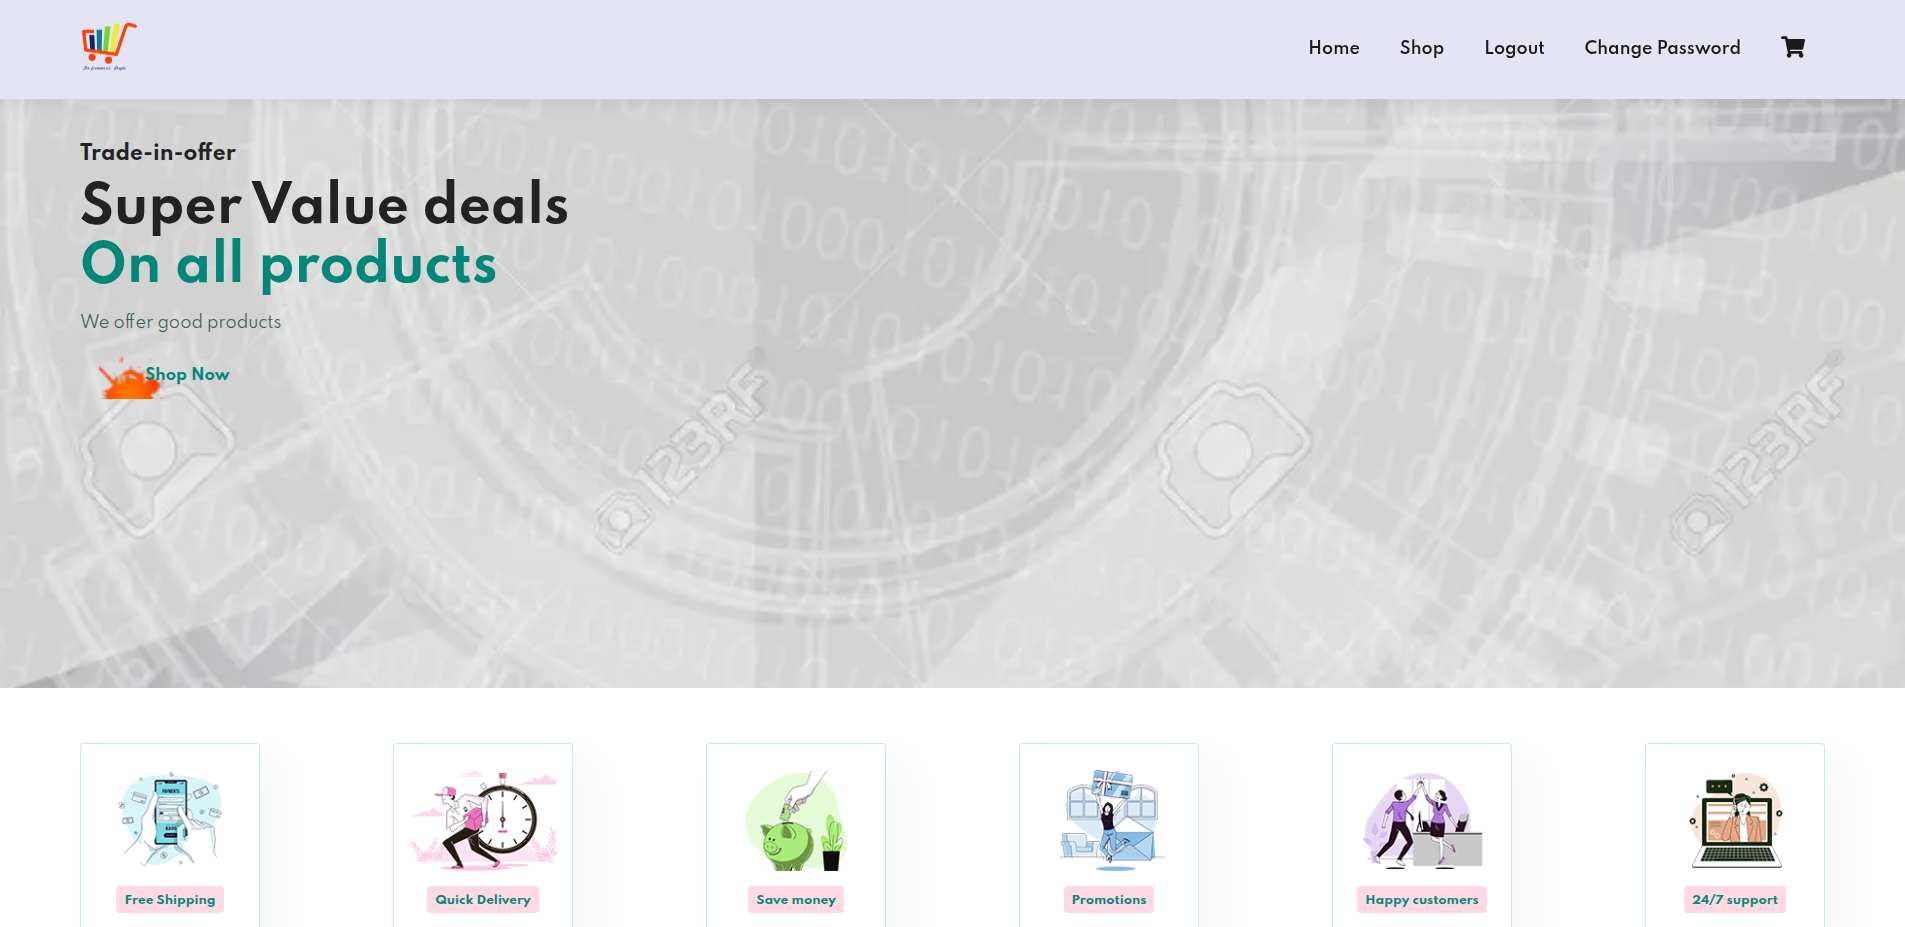 Home Shop Logout Change Password
Trade-in-offer
Super Value deals
On all products
We offer good products
Shop Now
123RF 123RF
PAYMENTS
Free Shipping Quick Delivery Save money Promotions Happy customers 24/7 support